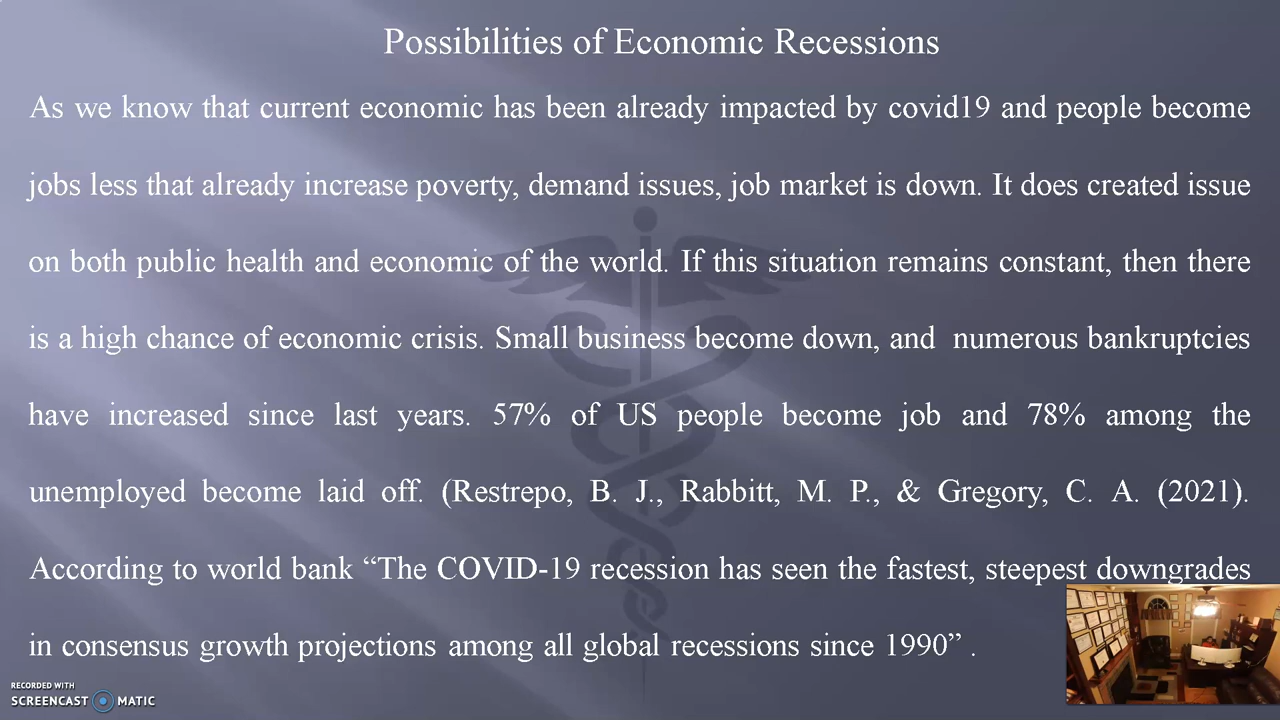 Possibilities of Economic Recessions
As we know that current economic has been already impacted by covid19 and people become
jobs less that already increase poverty, demand issues, job market is down. It does created issue
on both public health and economic of the world. If this situation remains constant, then there
is a high chance of economic crisis. Small business become down, and numerous bankruptcies
have increased since last years. 57% of US people become job and 78% among the
unemployed become laid off. (Restrepo, B. J., Rabbitt, M. P., & Gregory, C. A. (2021).
According to world bank “The COVID-19 recession has seen the fastest, steepest downgrades
in consensus growth projections among all global recessions since 1990” .
RECORDED WITH
SCREENCAST MATIC